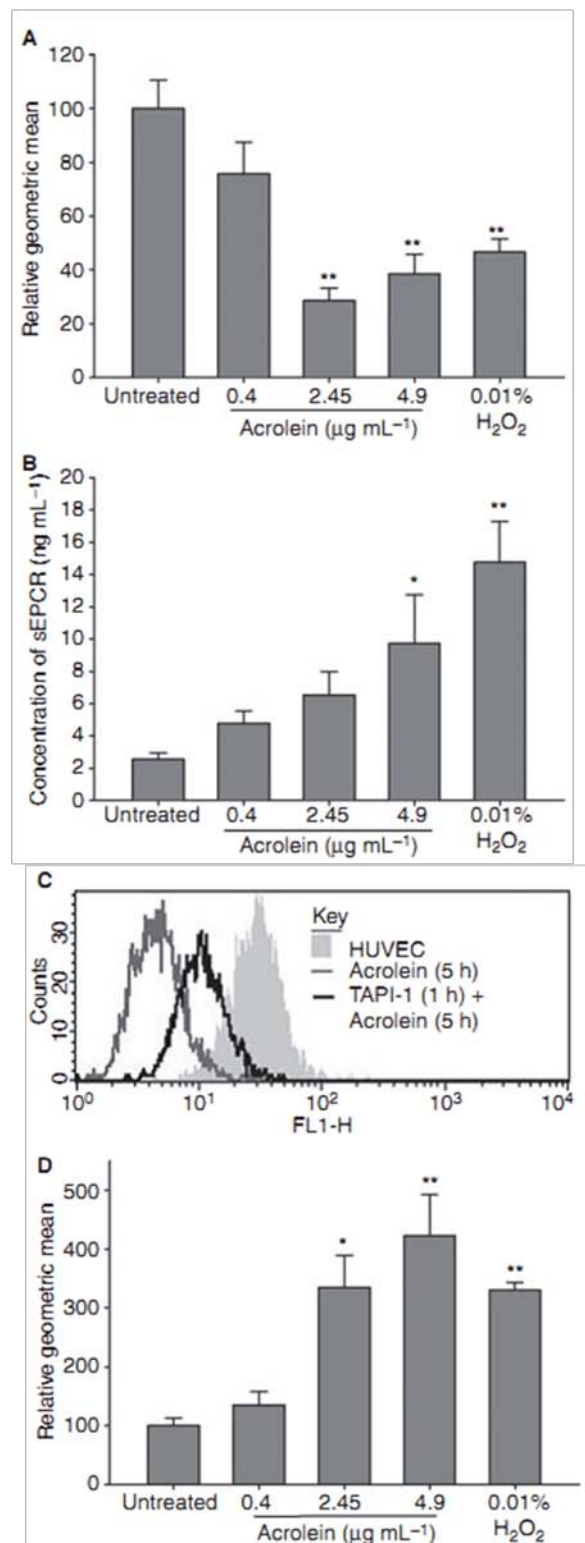 A
Relative geometric mean
120
100
80
60
40
20
0
Untreated
0.4
2.45
4.9
0.01%
** ** **
Acrolein (µg mL⁻¹)
H₂O₂
B
Concentration of sEPCR (ng mL⁻¹)
20
18
16
14
12
10
8
6
4
2
0
* **
Untreated
0.4
2.45
4.9
0.01%
Acrolein (µg mL⁻¹)
H₂O₂
C
Counts
30
20
10
0
Key
HUVEC
Acrolein (5 h)
TAPI-1 (1 h) +
Acrolein (5 h)
10⁰ 10¹ 10² 10³ 10⁴
FL1-H
D
Relative geometric mean
500
400
300
200
100
0
* ** **
Untreated
0.4
2.45
4.9
0.01%
Acrolein (µg mL⁻¹)
H₂O₂